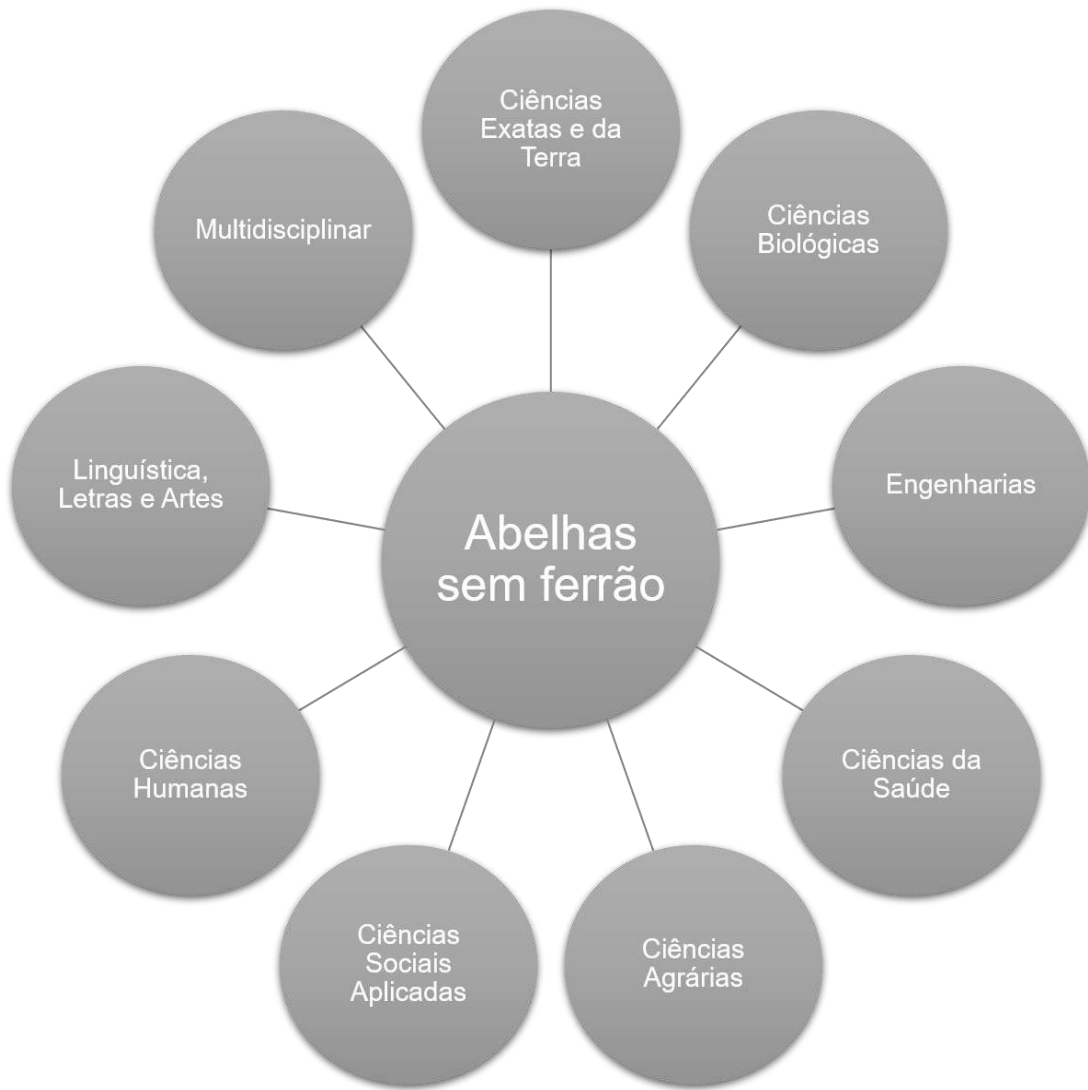 Ciências
Exatas e da
Terra
Ciências
Biológicas
Engenharias
Ciências da
Saúde
Ciências
Agrárias
Ciências
Sociais
Aplicadas
Ciências
Humanas
Linguística,
Letras e Artes
Multidisciplinar
Abelhas
sem ferrão